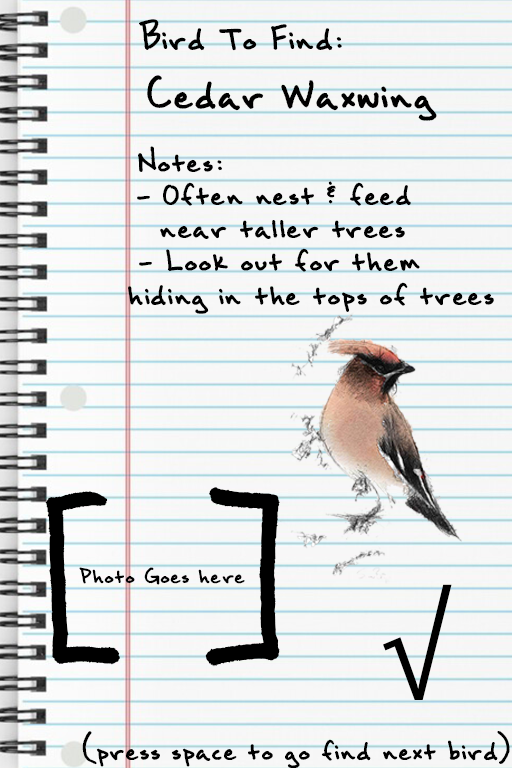 Bird To Find:
Cedar Waxwing
Notes:
- Often nest & feed
near taller trees
- Look out for them
hiding in the tops of trees
Photo Goes here
√
(press space to go find next bird)